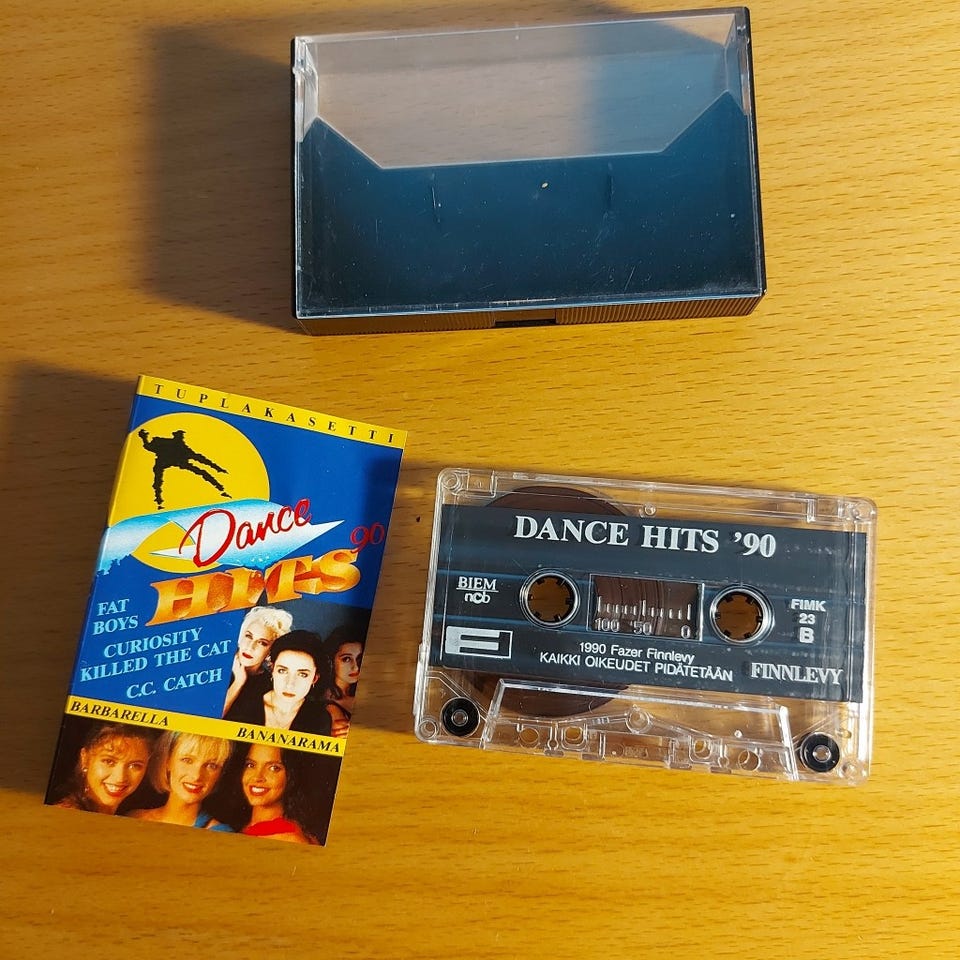 TUPLAKASETTI
Dance
90
HITS
FAT
BOYS
CURIOSITY
KILLED THE CAT
C.C. CATCH
BARBARELLA
BANANARAMA
DANCE HITS '90
BIEM
ncb
100 50 0
FIMK
23
B
1990 Fazer Finnlevy
KAIKKI OIKEUDET PIDÄTETÄÄN
FINNLEVY